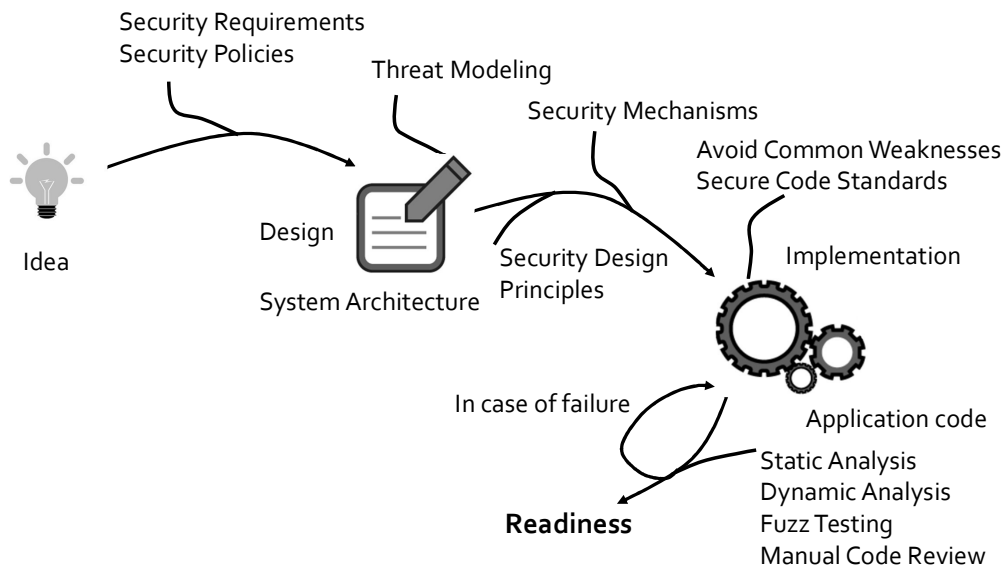 Security Requirements
Security Policies
Threat Modeling
Security Mechanisms
Avoid Common Weaknesses
Secure Code Standards
Idea
Design
System Architecture
Security Design
Principles
Implementation
In case of failure
Application code
Static Analysis
Dynamic Analysis
Fuzz Testing
Manual Code Review
Readiness